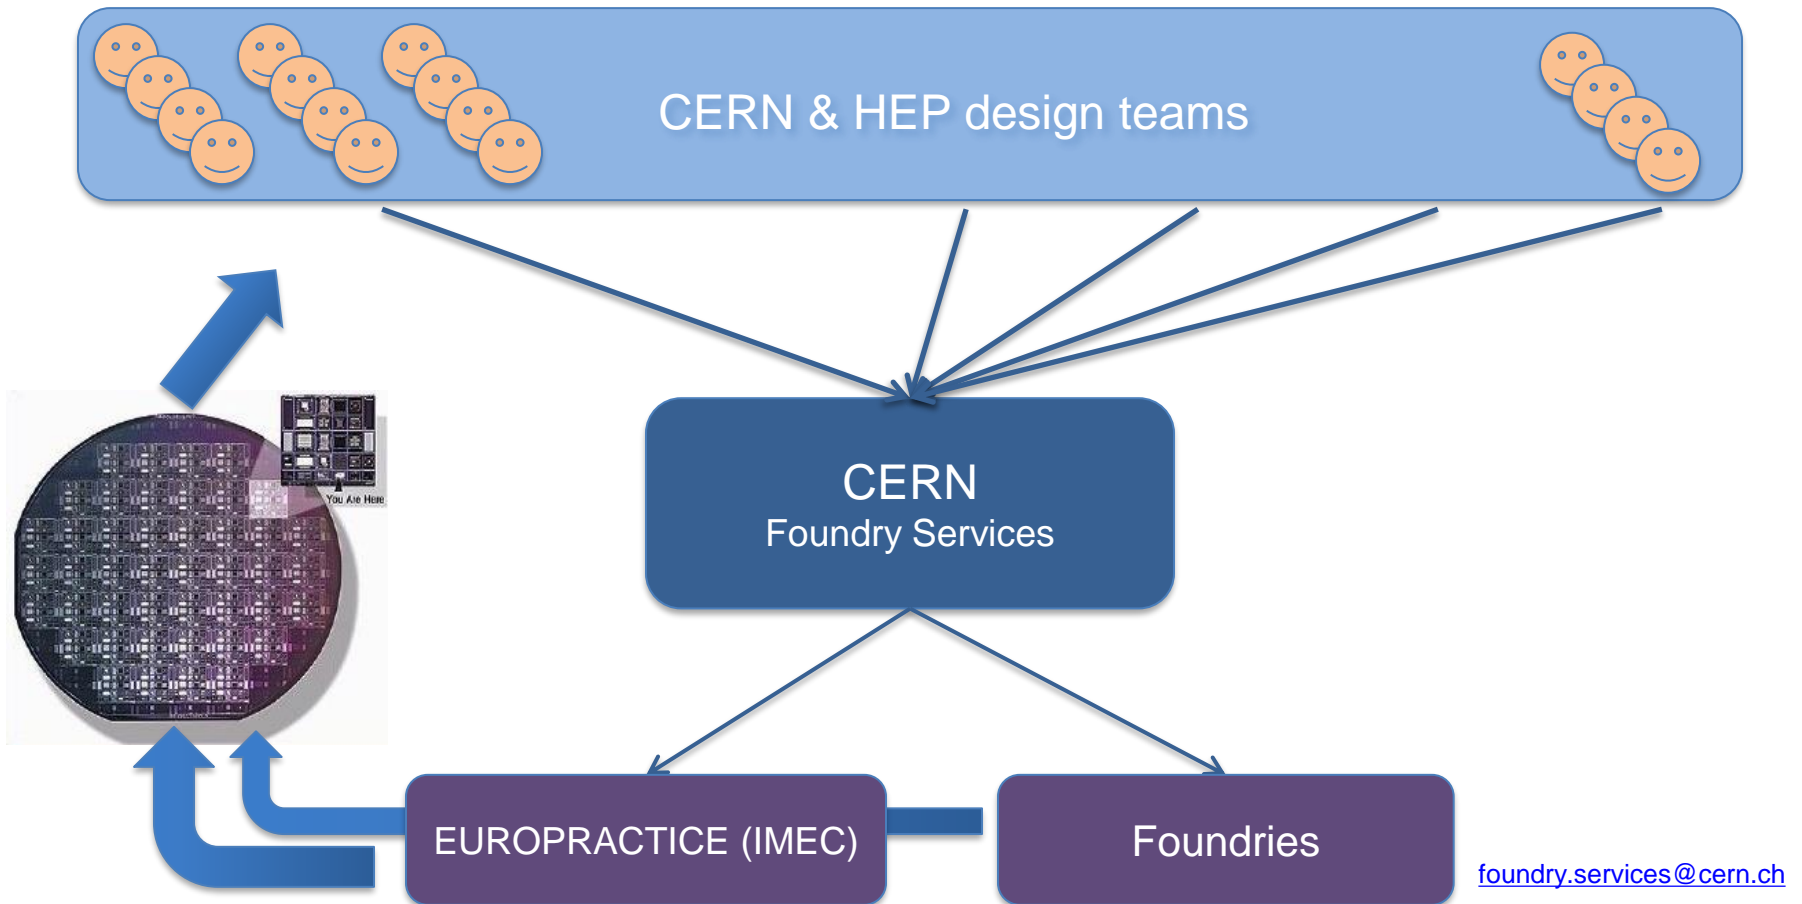 CERN & HEP design teams
You Are Here
CERN
Foundry Services
EUROPRACTICE (IMEC)
Foundries
foundry.services@cern.ch